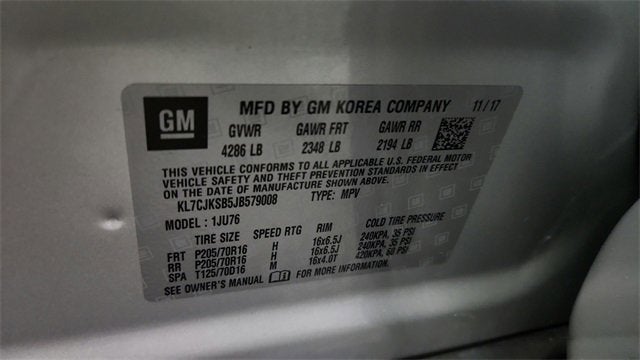 GM MFD BY GM KOREA COMPANY 11/17
GVWR GAWR FRT GAWR RR
4286 LB 2348 LB 2194 LB
THIS VEHICLE CONFORMS TO ALL APPLICABLE U.S. FEDERAL MOTOR
VEHICLE SAFETY AND THEFT PREVENTION STANDARDS IN EFFECT
ON THE DATE OF MANUFACTURE SHOWN ABOVE.
KL7CJKSB5JB579008 TYPE: MPV
MODEL: 1JU76
TIRE SIZE SPEED RTG RIM COLD TIRE PRESSURE
FRT P205/70R16 H 16x6.5J 240KPA, 35 PSI
RR P205/70R16 H 16x6.5J 240KPA, 35 PSI
SPA T125/70D16 M 16x4.0T 420KPA, 60 PSI
SEE OWNER'S MANUAL FOR MORE INFORMATION.